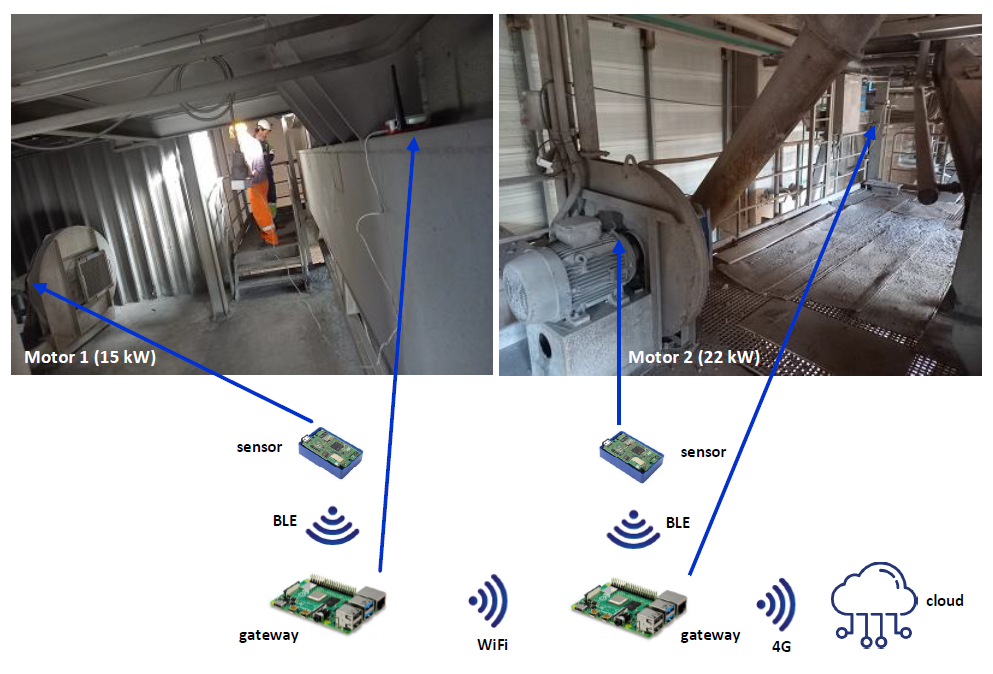 Motor 1 (15 kW)
Motor 2 (22 kW)
sensor
sensor
BLE
BLE
gateway
WiFi
gateway
4G
cloud